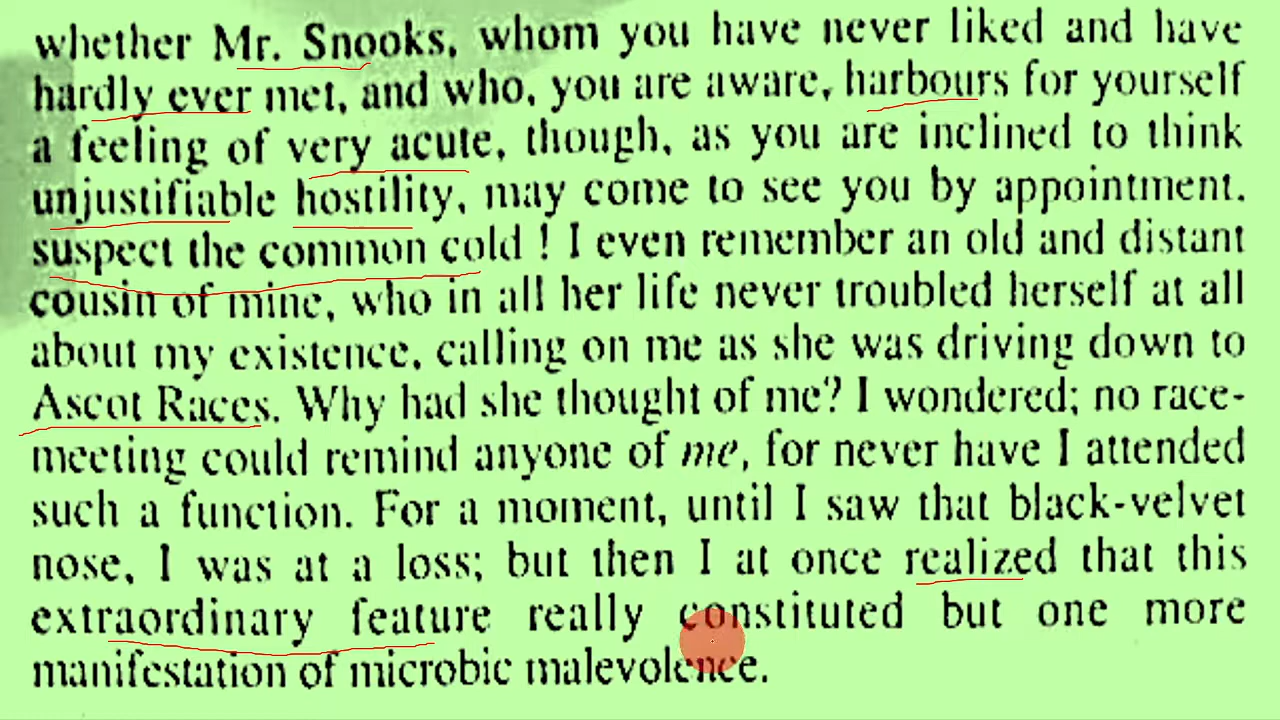 whether Mr. Snooks, whom you have never liked and have
hardly ever met, and who, you are aware, harbours for yourself
a feeling of very acute, though, as you are inclined to think
unjustifiable hostility, may come to see you by appointment.
suspect the common cold ! I even remember an old and distant
cousin of mine, who in all her life never troubled herself at all
about my existence, calling on me as she was driving down to
Ascot Races. Why had she thought of me? I wondered; no race-
meeting could remind anyone of me, for never have I attended
such a function. For a moment, until I saw that black-velvet
nose, I was at a loss; but then I at once realized that this
extraordinary feature really constituted but one more
manifestation of microbic malevolence.